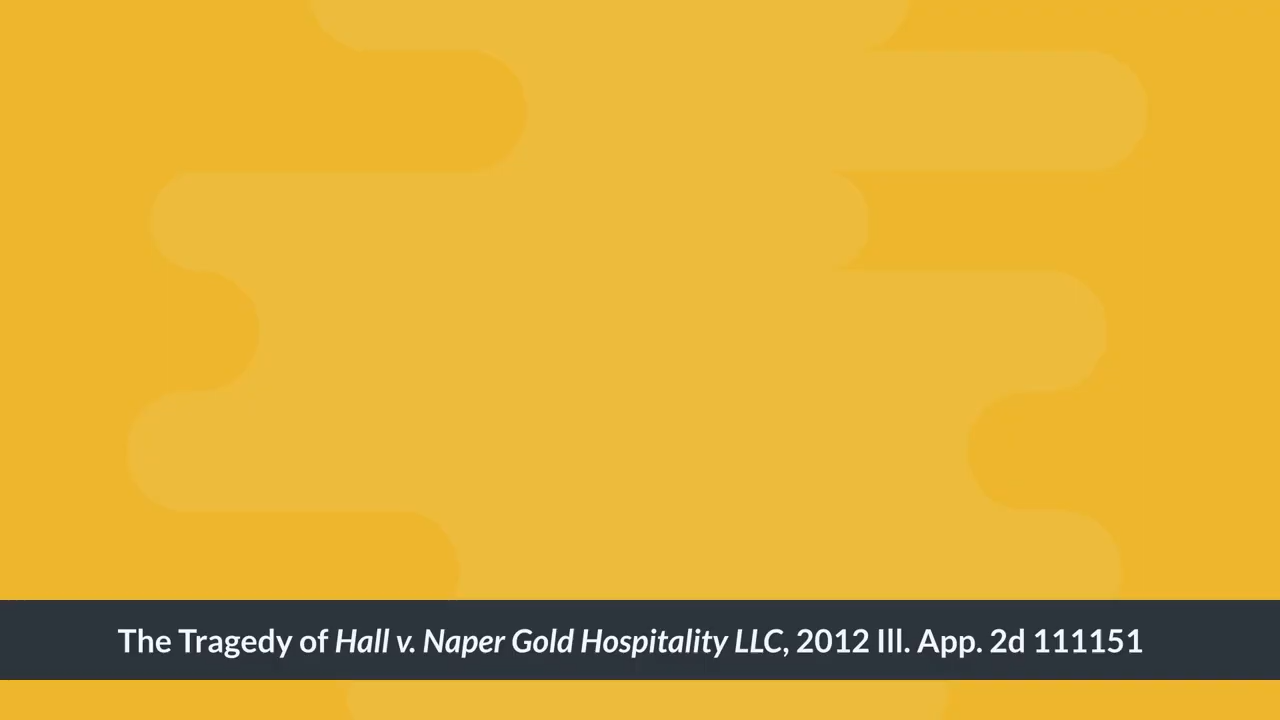 The Tragedy of Hall v. Naper Gold Hospitality LLC, 2012 Ill. App. 2d 111151